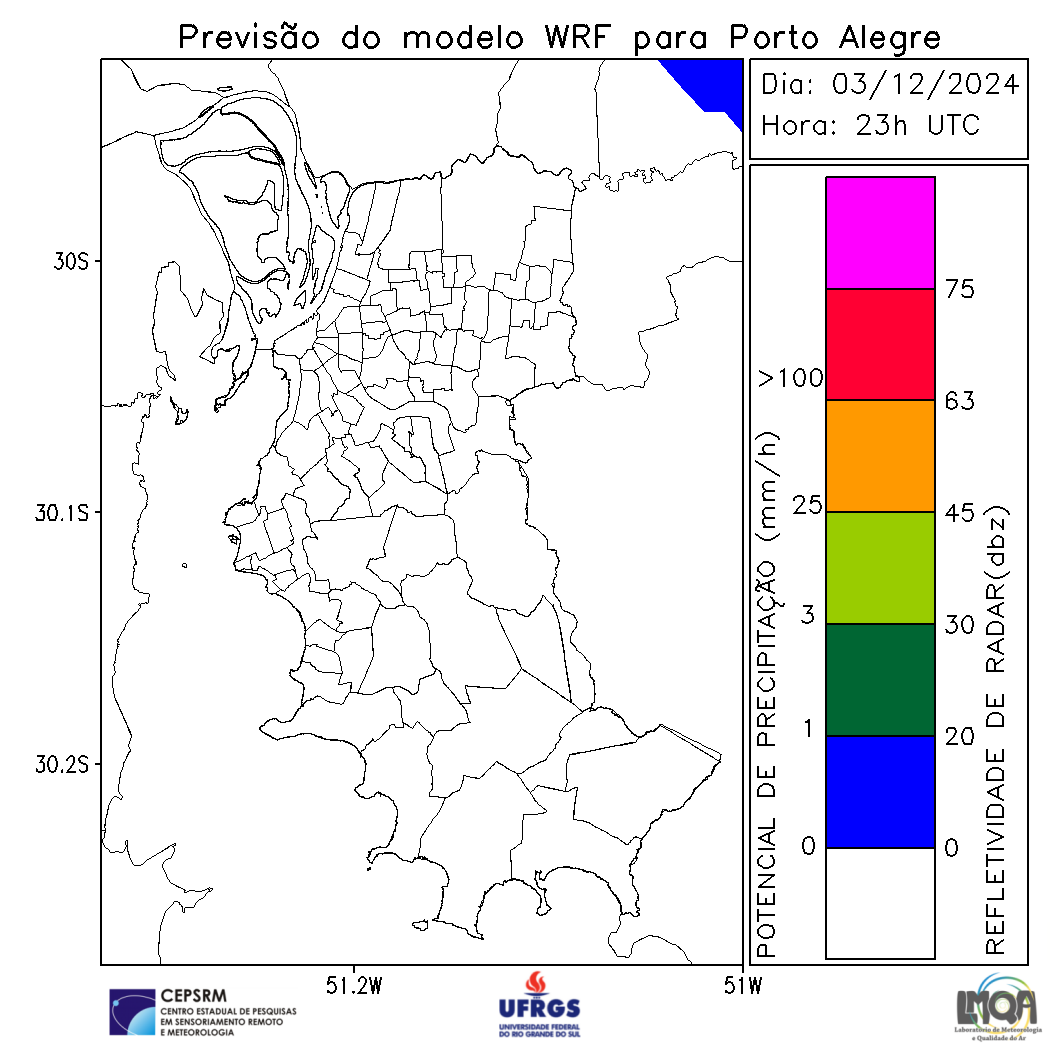 Previsão do modelo WRF para Porto Alegre
Dia: 03/12/2024
Hora: 23h UTC
30S
30.1S
30.2S
51.2W
51W
POTENCIAL DE PRECIPITAÇÃO (mm/h)
>100
25
3
1
0
75
63
45
30
20
0
REFLETIVIDADE DE RADAR(dbz)
CEPSRM
CENTRO ESTADUAL DE PESQUISAS
EM SENSORIAMENTO REMOTO
E METEOROLOGIA
UFRGS
UNIVERSIDADE FEDERAL
DO RIO GRANDE DO SUL
LMQA
Laboratório de Meteorologia
e Qualidade do Ar